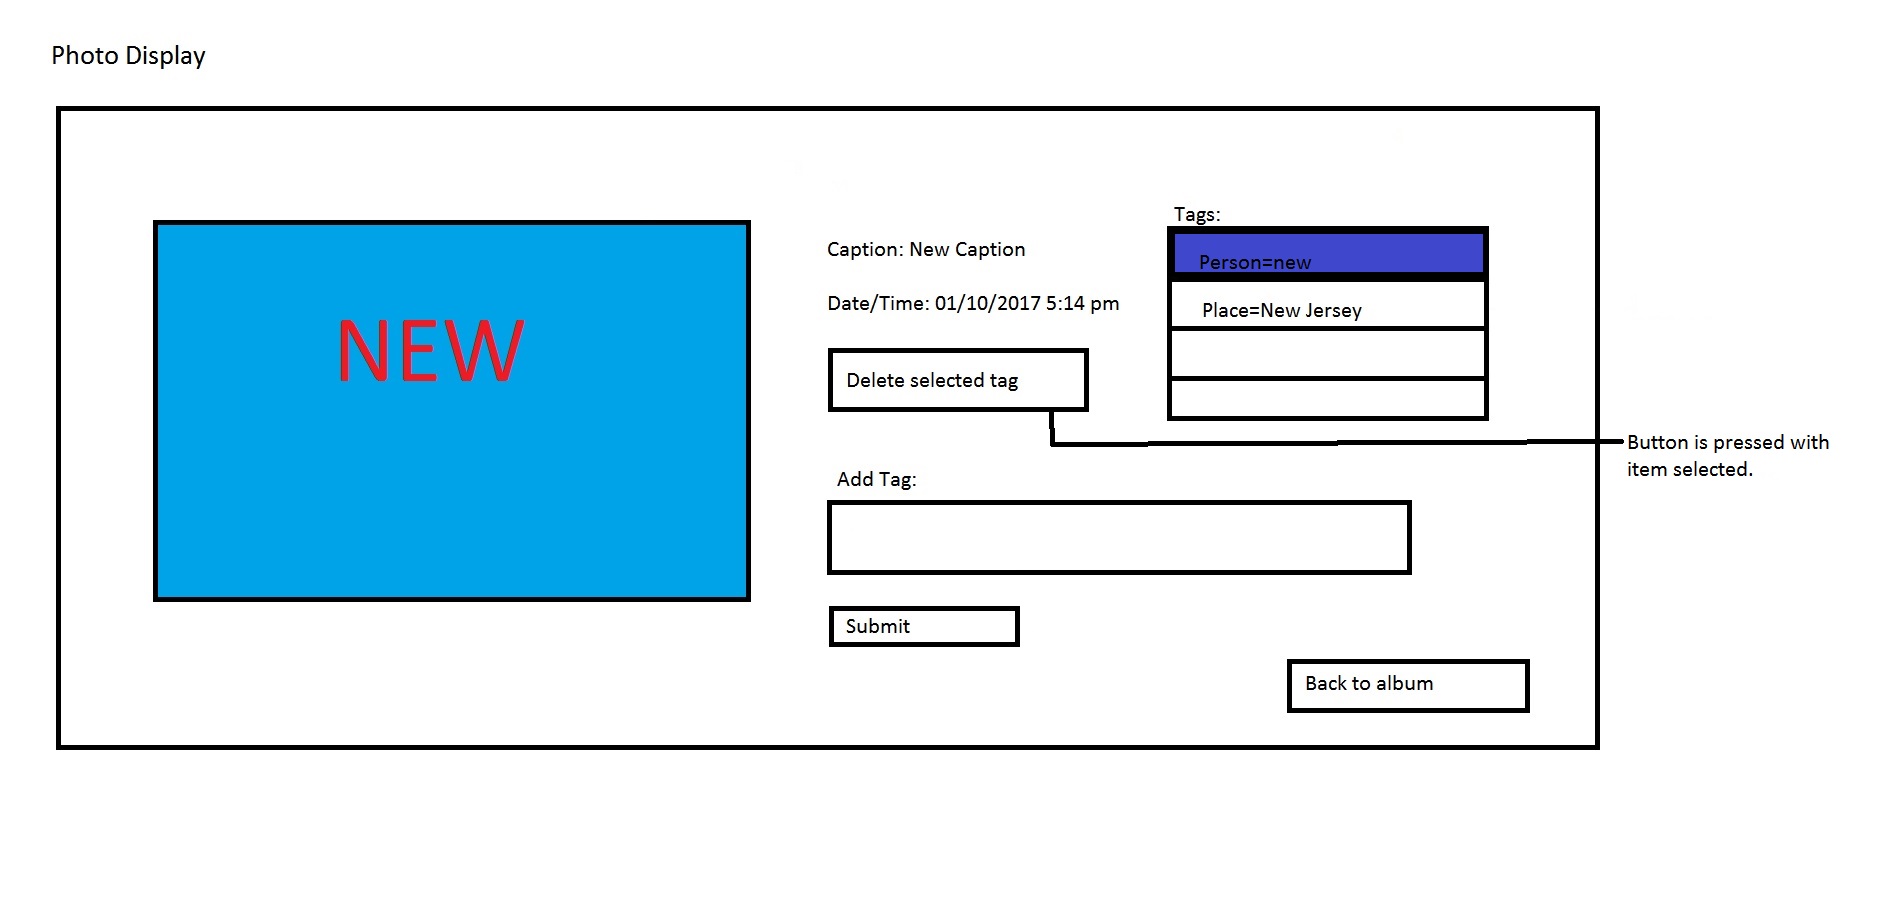 Photo Display
NEW
Caption: New Caption
Date/Time: 01/10/2017 5:14 pm
Delete selected tag
Tags:
Person=new
Place=New Jersey
Button is pressed with
item selected.
Add Tag:
Submit
Back to album